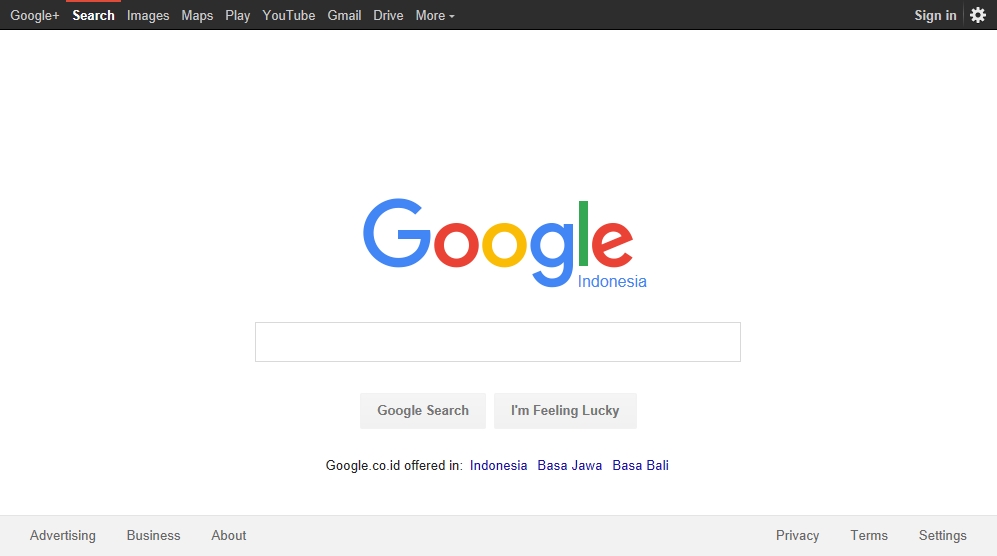 Google+ Search Images Maps Play YouTube Gmail Drive More Sign in
Google
Indonesia
Google Search I'm Feeling Lucky
Google.co.id offered in: Indonesia Basa Jawa Basa Bali
Advertising Business About Privacy Terms Settings